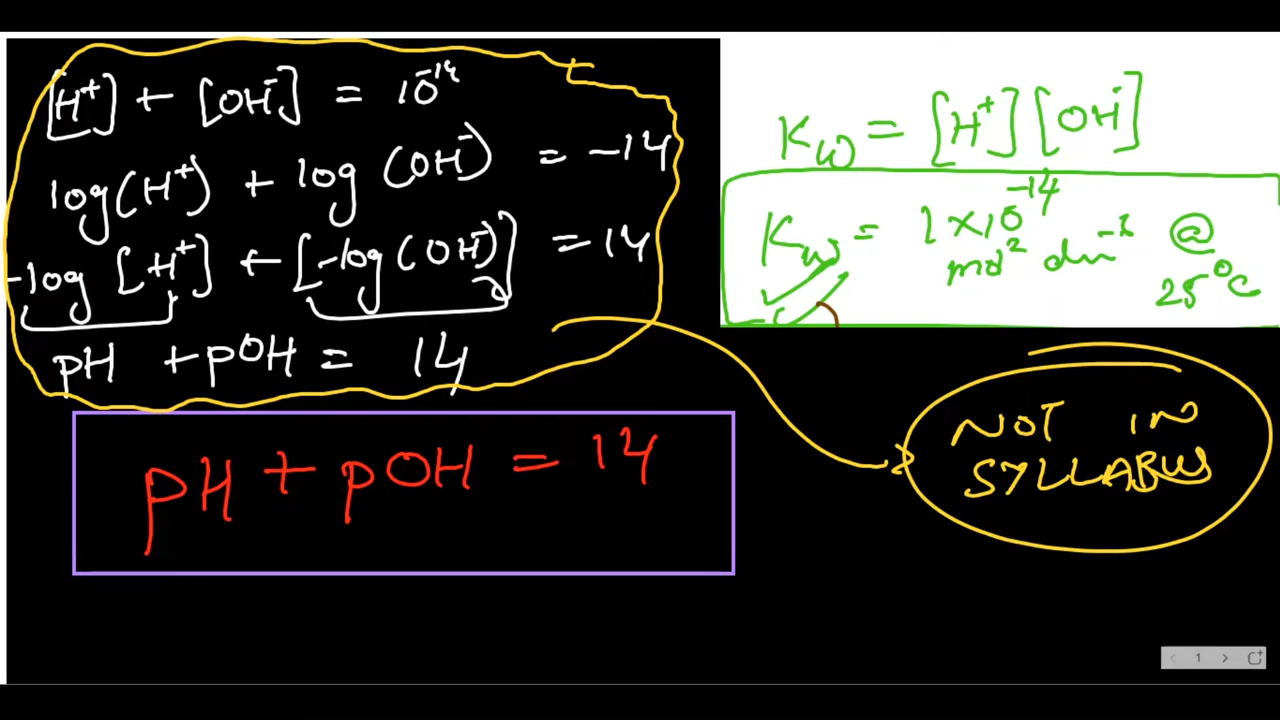 [H⁺] + [OH⁻] = 10⁻¹⁴
log(H⁺) + log(OH⁻) = -14
-log[H⁺] + [-log(OH⁻)] = 14
pH + pOH = 14
pH + pOH = 14
Kw = [H⁺][OH⁻]
Kw = 1×10⁻¹⁴
mol² dm⁻⁶ @
25°C
NOT IN
SYLLABUS
1